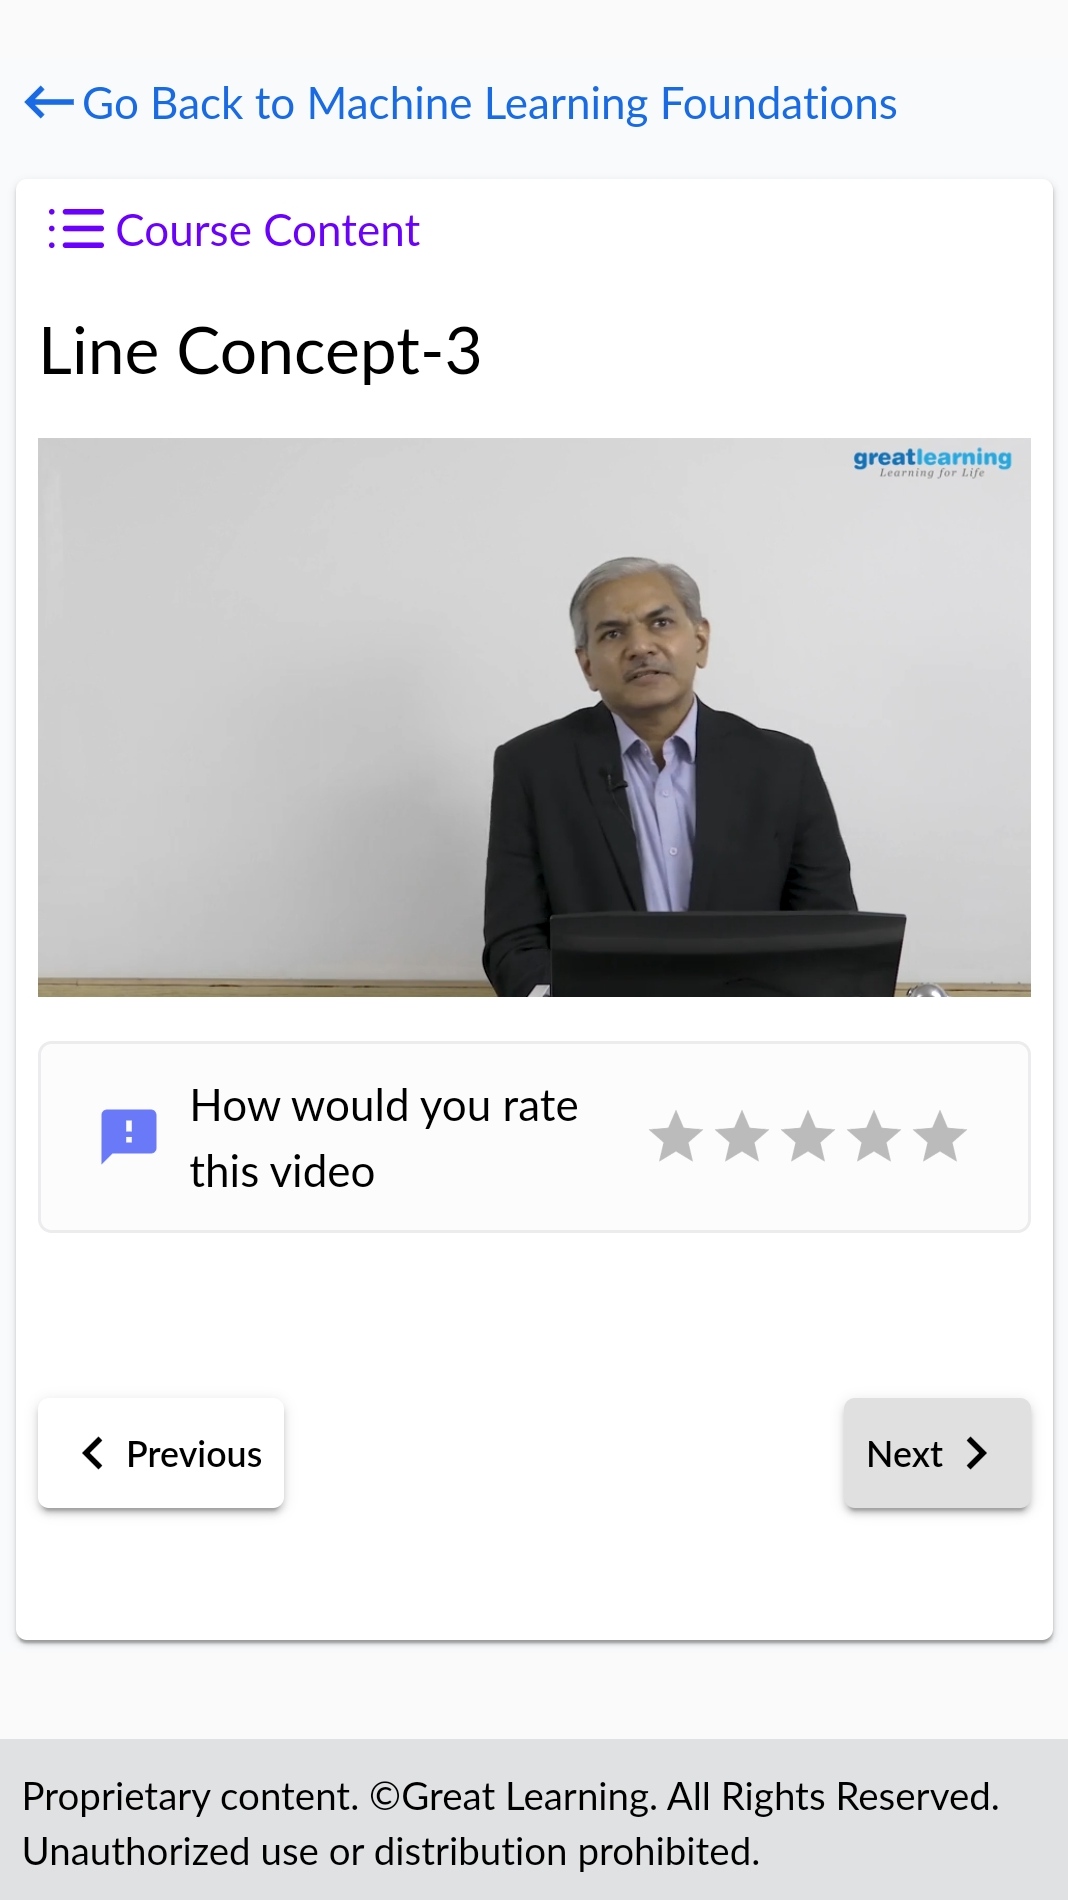 Go Back to Machine Learning Foundations
Course Content
Line Concept-3
greatlearning
Learning for Life
How would you rate
this video
Previous
Next
Proprietary content. ©Great Learning. All Rights Reserved.
Unauthorized use or distribution prohibited.